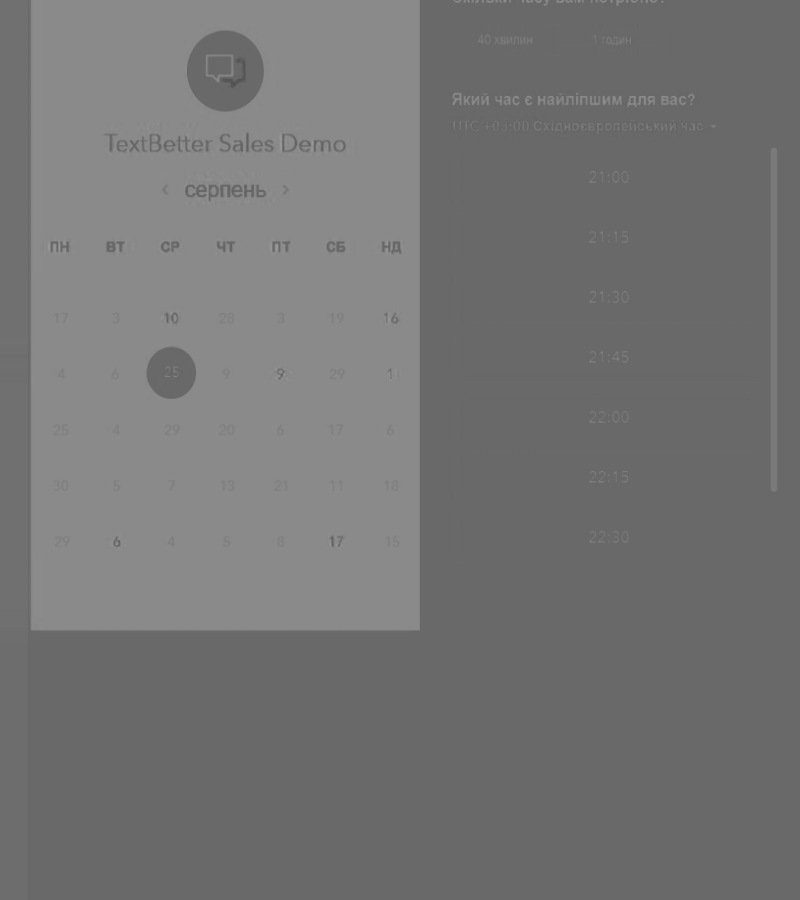 TextBetter Sales Demo
‹ серпень ›
ПН ВТ СР ЧТ ПТ СБ НД
17 3 10 28 3 19 16
4 6 25 9 9 29 1
25 4 29 20 6 17 6
30 5 7 13 21 11 18
29 6 4 5 8 17 15
Скільки часу вам потрібно?
40 хвилин 1 годин
Який час є найліпшим для вас?
UTC +03:00 Східноєвропейський час
21:00
21:15
21:30
21:45
22:00
22:15
22:30